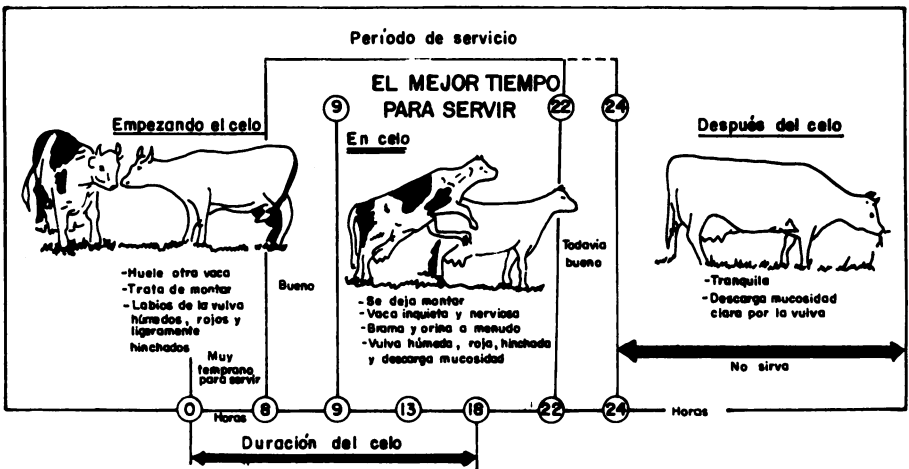 Período de servicio
EL MEJOR TIEMPO
PARA SERVIR
9
22
24
Empezando el celo
En celo
Después del celo
-Huele otra vaca
-Trata de montar
-Labios de la vulva
húmedos, rojos y
ligeramente
hinchados
Bueno
-Se deja montar
-Vaca inquieta y nerviosa
-Brama y orina a menudo
-Vulva húmeda, roja, hinchada
y descarga mucosidad
Todavía
bueno
-Tranquila
-Descarga mucosidad
clara por la vulva
No sirva
Muy
temprano
para servir
0
Horas
8
9
13
18
22
24
Horas
Duración del celo